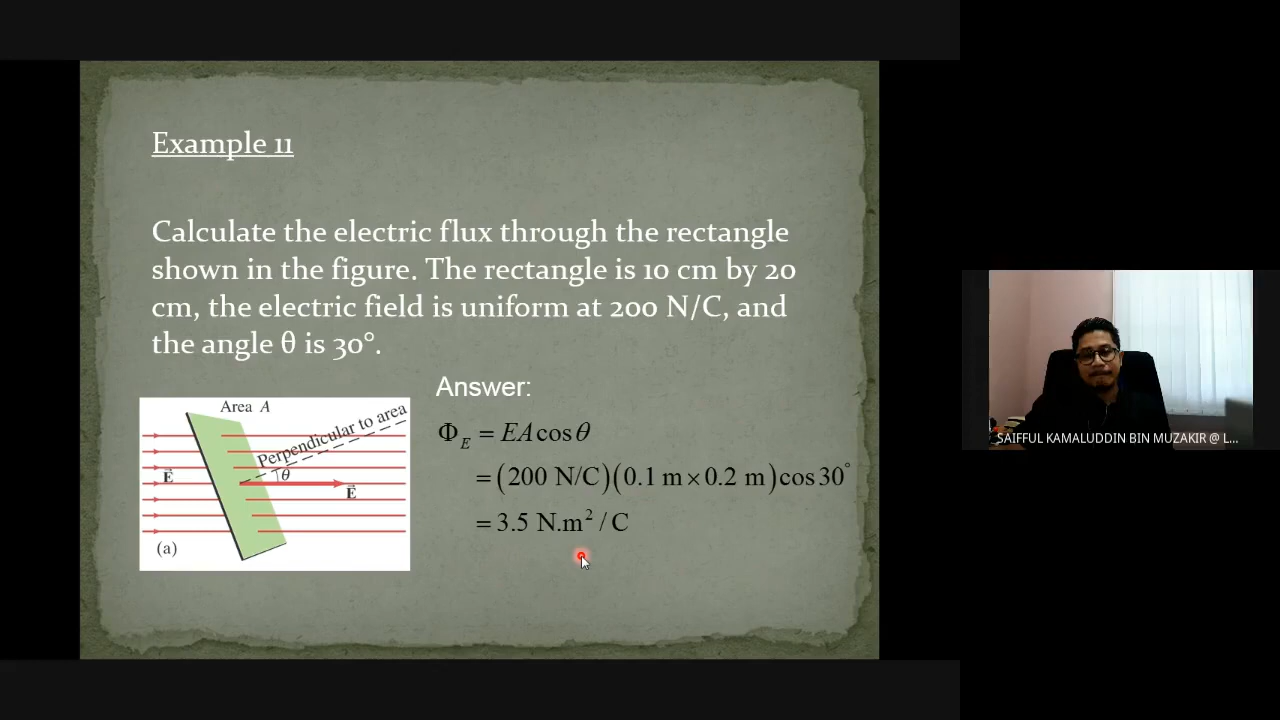 Example 11
Calculate the electric flux through the rectangle
shown in the figure. The rectangle is 10 cm by 20
cm, the electric field is uniform at 200 N/C, and
the angle θ is 30°.
Area A
Perpendicular to area
θ
E⃗
E⃗
(a)
Answer:
Φ_E = EA cos θ
= (200 N/C)(0.1 m × 0.2 m) cos 30°
= 3.5 N.m² / C
SAIFFUL KAMALUDDIN BIN MUZAKIR @ L...